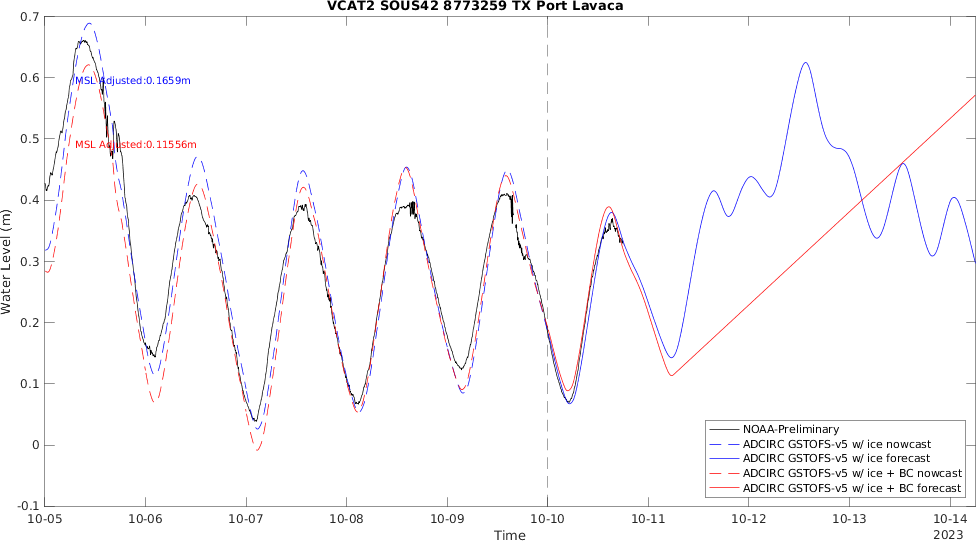 VCAT2 SOUS42 8773259 TX Port Lavaca
0.7
0.6
0.5
0.4
0.3
0.2
0.1
0
-0.1
Water Level (m)
MSL Adjusted:0.1659m
MSL Adjusted:0.11556m
NOAA-Preliminary
ADCIRC GSTOFS-v5 w/ ice nowcast
ADCIRC GSTOFS-v5 w/ ice forecast
ADCIRC GSTOFS-v5 w/ ice + BC nowcast
ADCIRC GSTOFS-v5 w/ ice + BC forecast
10-05 10-06 10-07 10-08 10-09 10-10 10-11 10-12 10-13 10-14
Time
2023